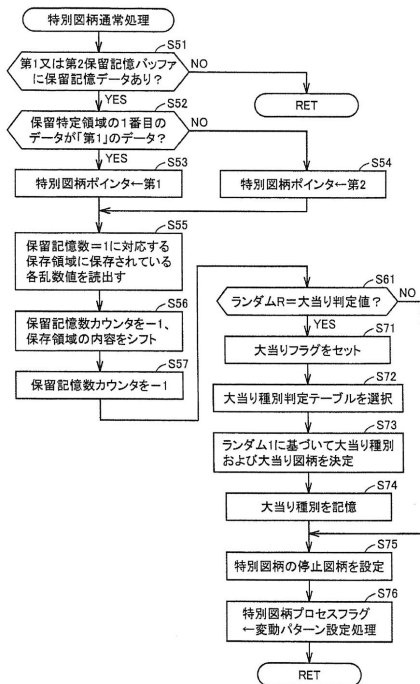 特別図柄通常処理
S51
第1又は第2保留記憶バッファ
に保留記憶データあり?
NO
RET
YES
S52
保留特定領域の1番目の
データが「第1」のデータ?
NO
YES
S53
特別図柄ポインタ←第1
S54
特別図柄ポインタ←第2
S55
保留記憶数=1に対応する
保存領域に保存されている
各乱数値を読出す
S56
保留記憶数カウンタを-1、
保存領域の内容をシフト
S57
保留記憶数カウンタを-1
S61
ランダムR=大当り判定値?
NO
YES
S71
大当りフラグをセット
S72
大当り種別判定テーブルを選択
S73
ランダム1に基づいて大当り種別
および大当り図柄を決定
S74
大当り種別を記憶
S75
特別図柄の停止図柄を設定
S76
特別図柄プロセスフラグ
←変動パターン設定処理
RET